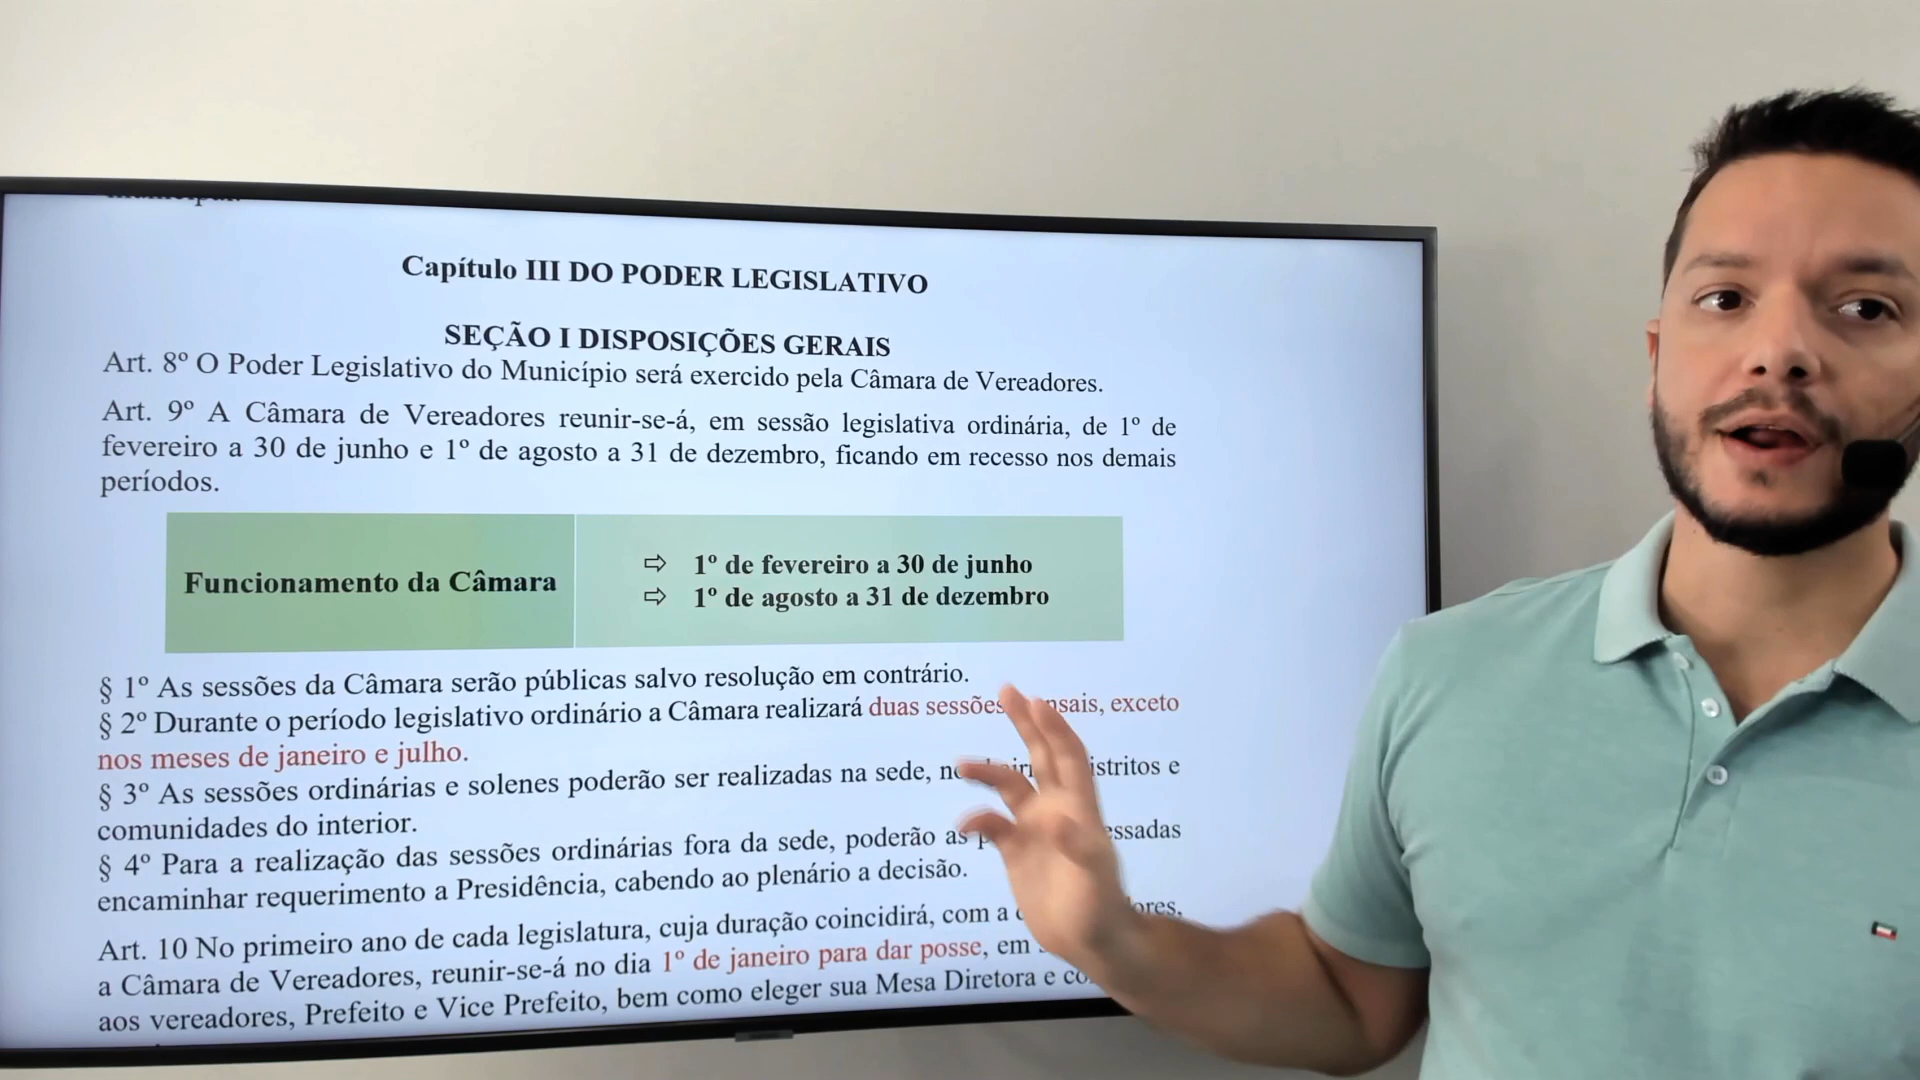 Capítulo III DO PODER LEGISLATIVO
SEÇÃO I DISPOSIÇÕES GERAIS
Art. 8º O Poder Legislativo do Município será exercido pela Câmara de Vereadores.
Art. 9º A Câmara de Vereadores reunir-se-á, em sessão legislativa ordinária, de 1º de
fevereiro a 30 de junho e 1º de agosto a 31 de dezembro, ficando em recesso nos demais
períodos.
Funcionamento da Câmara
⇨ 1º de fevereiro a 30 de junho
⇨ 1º de agosto a 31 de dezembro
§ 1º As sessões da Câmara serão públicas salvo resolução em contrário.
§ 2º Durante o período legislativo ordinário a Câmara realizará duas sessões exceto
nos meses de janeiro e julho.
§ 3º As sessões ordinárias e solenes poderão ser realizadas na sede, e
comunidades do interior.
§ 4º Para a realização das sessões ordinárias fora da sede, poderão as
encaminhar requerimento a Presidência, cabendo ao plenário a decisão.
Art. 10 No primeiro ano de cada legislatura, cuja duração coincidirá, com a
a Câmara de Vereadores, reunir-se-á no dia 1º de janeiro para dar posse, em
aos vereadores, Prefeito e Vice Prefeito, bem como eleger sua Mesa Diretora e